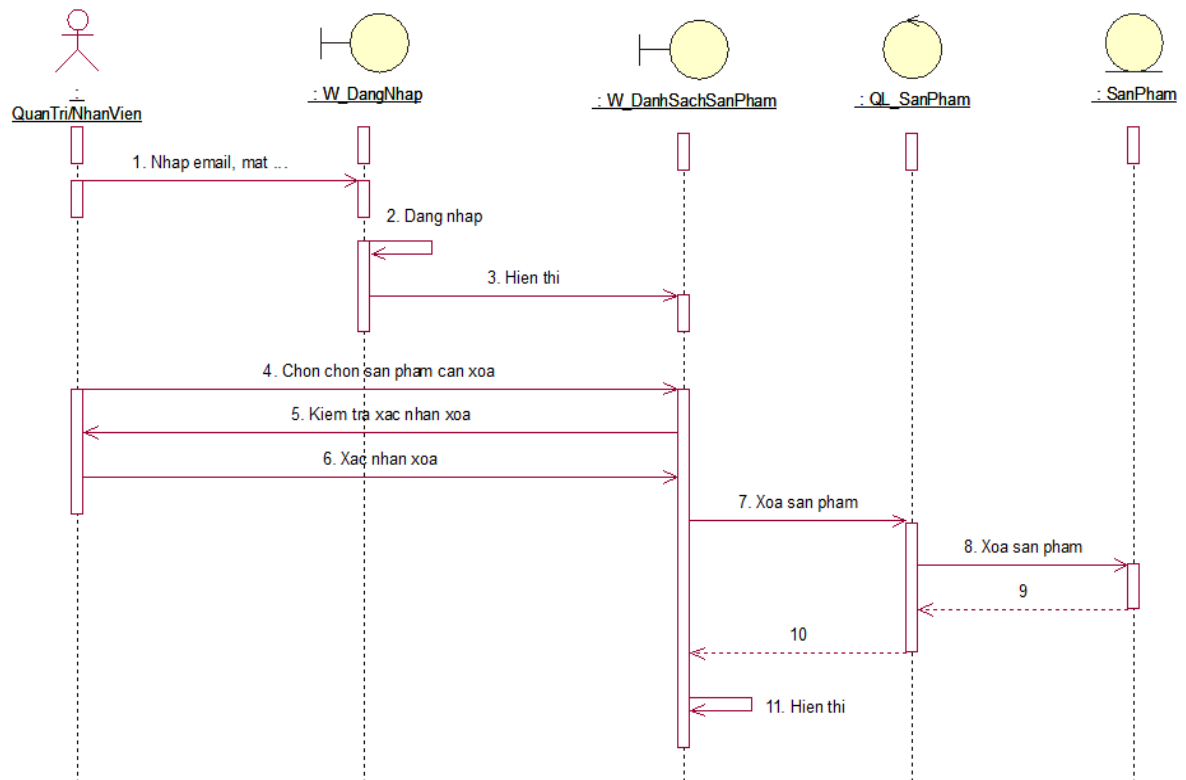 :
QuanTri/NhanVien
: W_DangNhap
: W_DanhSachSanPham
: QL_SanPham
: SanPham
1. Nhap email, mat ...
2. Dang nhap
3. Hien thi
4. Chon chon san pham can xoa
5. Kiem tra xac nhan xoa
6. Xac nhan xoa
7. Xoa san pham
8. Xoa san pham
9
10
11. Hien thi